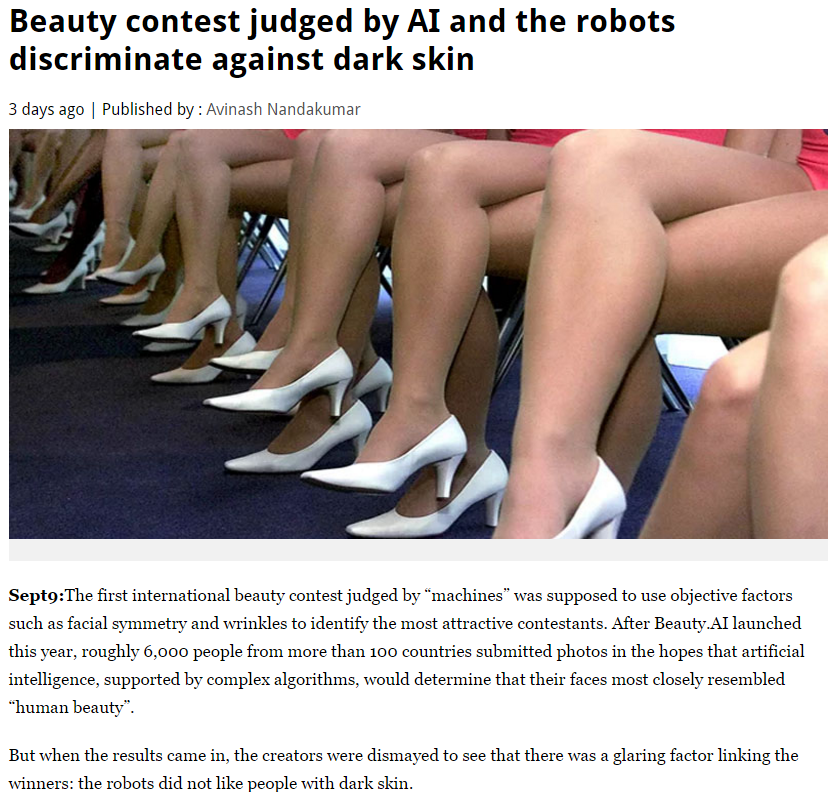 Beauty contest judged by AI and the robots
discriminate against dark skin
3 days ago | Published by : Avinash Nandakumar
Sept9:The first international beauty contest judged by “machines” was supposed to use objective factors
such as facial symmetry and wrinkles to identify the most attractive contestants. After Beauty.AI launched
this year, roughly 6,000 people from more than 100 countries submitted photos in the hopes that artificial
intelligence, supported by complex algorithms, would determine that their faces most closely resembled
“human beauty”.
But when the results came in, the creators were dismayed to see that there was a glaring factor linking the
winners: the robots did not like people with dark skin.